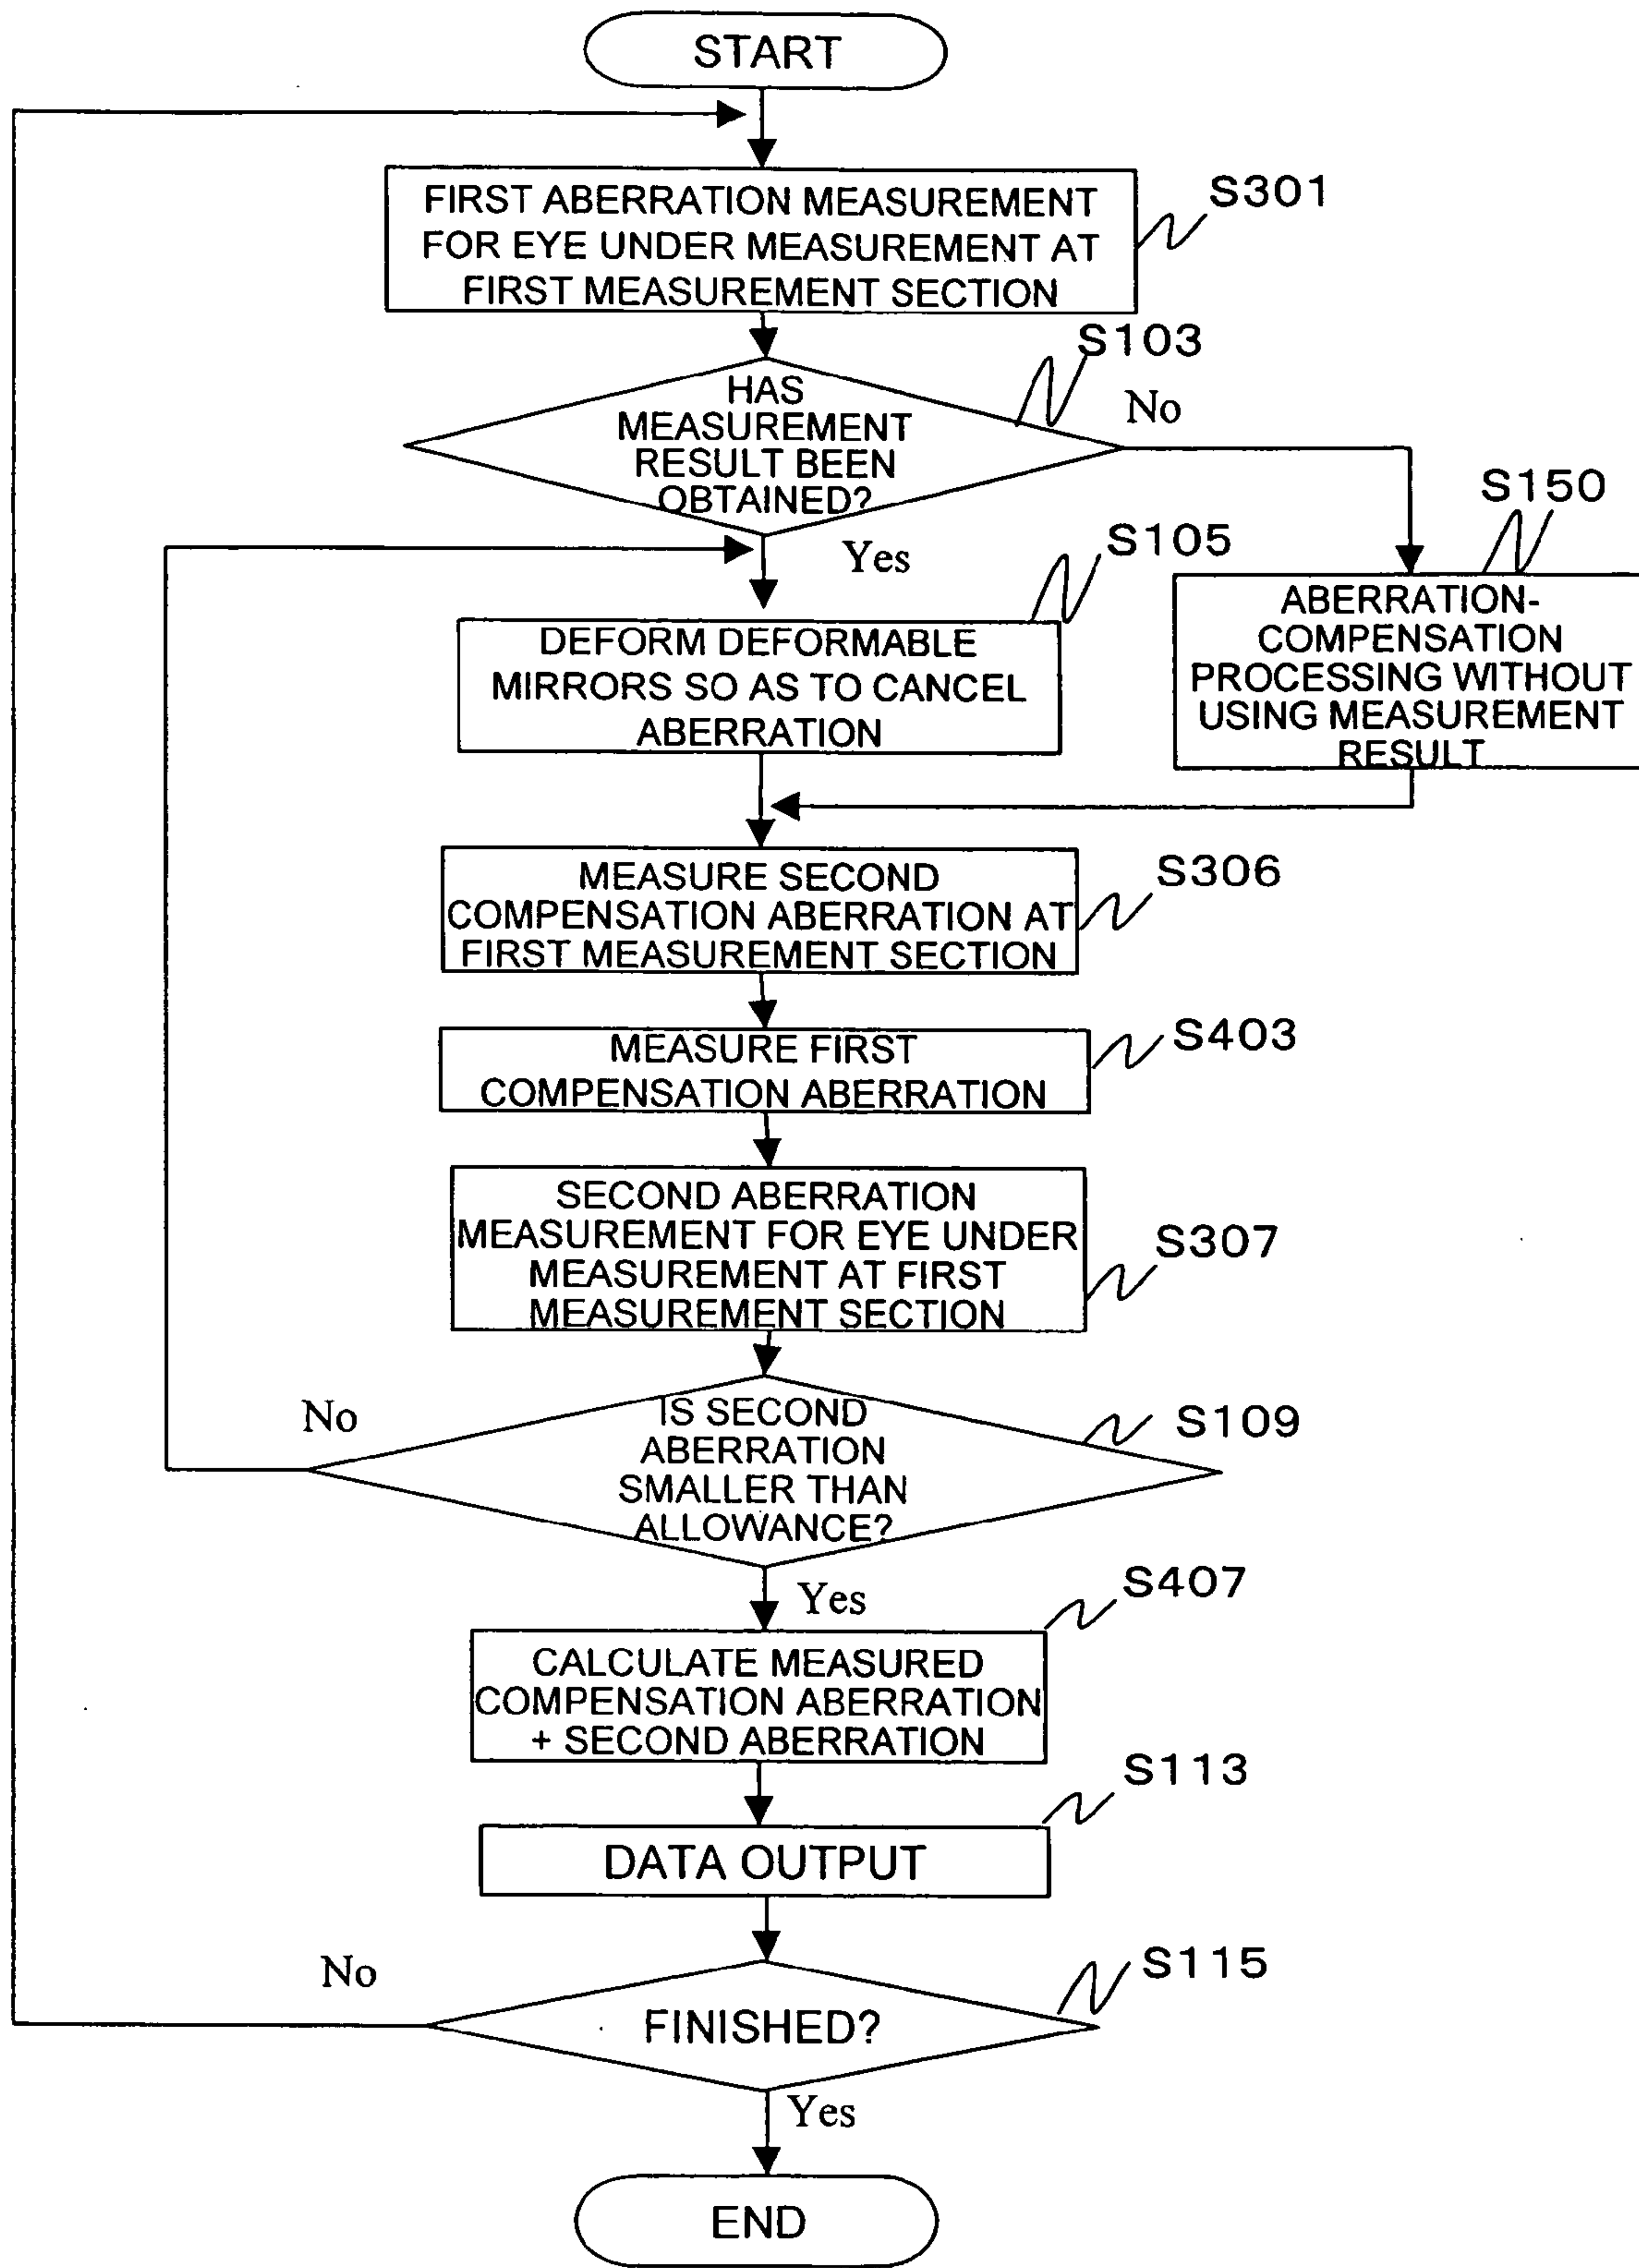 START
FIRST ABERRATION MEASUREMENT
FOR EYE UNDER MEASUREMENT AT
FIRST MEASUREMENT SECTION
S301
S103
HAS
MEASUREMENT
RESULT BEEN
OBTAINED?
No
Yes
S150
ABERRATION-
COMPENSATION
PROCESSING WITHOUT
USING MEASUREMENT
RESULT
S105
DEFORM DEFORMABLE
MIRRORS SO AS TO CANCEL
ABERRATION
MEASURE SECOND
COMPENSATION ABERRATION AT
FIRST MEASUREMENT SECTION
S306
MEASURE FIRST
COMPENSATION ABERRATION
S403
SECOND ABERRATION
MEASUREMENT FOR EYE UNDER
MEASUREMENT AT FIRST
MEASUREMENT SECTION
S307
No
IS SECOND
ABERRATION
SMALLER THAN
ALLOWANCE?
S109
Yes
S407
CALCULATE MEASURED
COMPENSATION ABERRATION
+ SECOND ABERRATION
S113
DATA OUTPUT
No
FINISHED?
S115
Yes
END